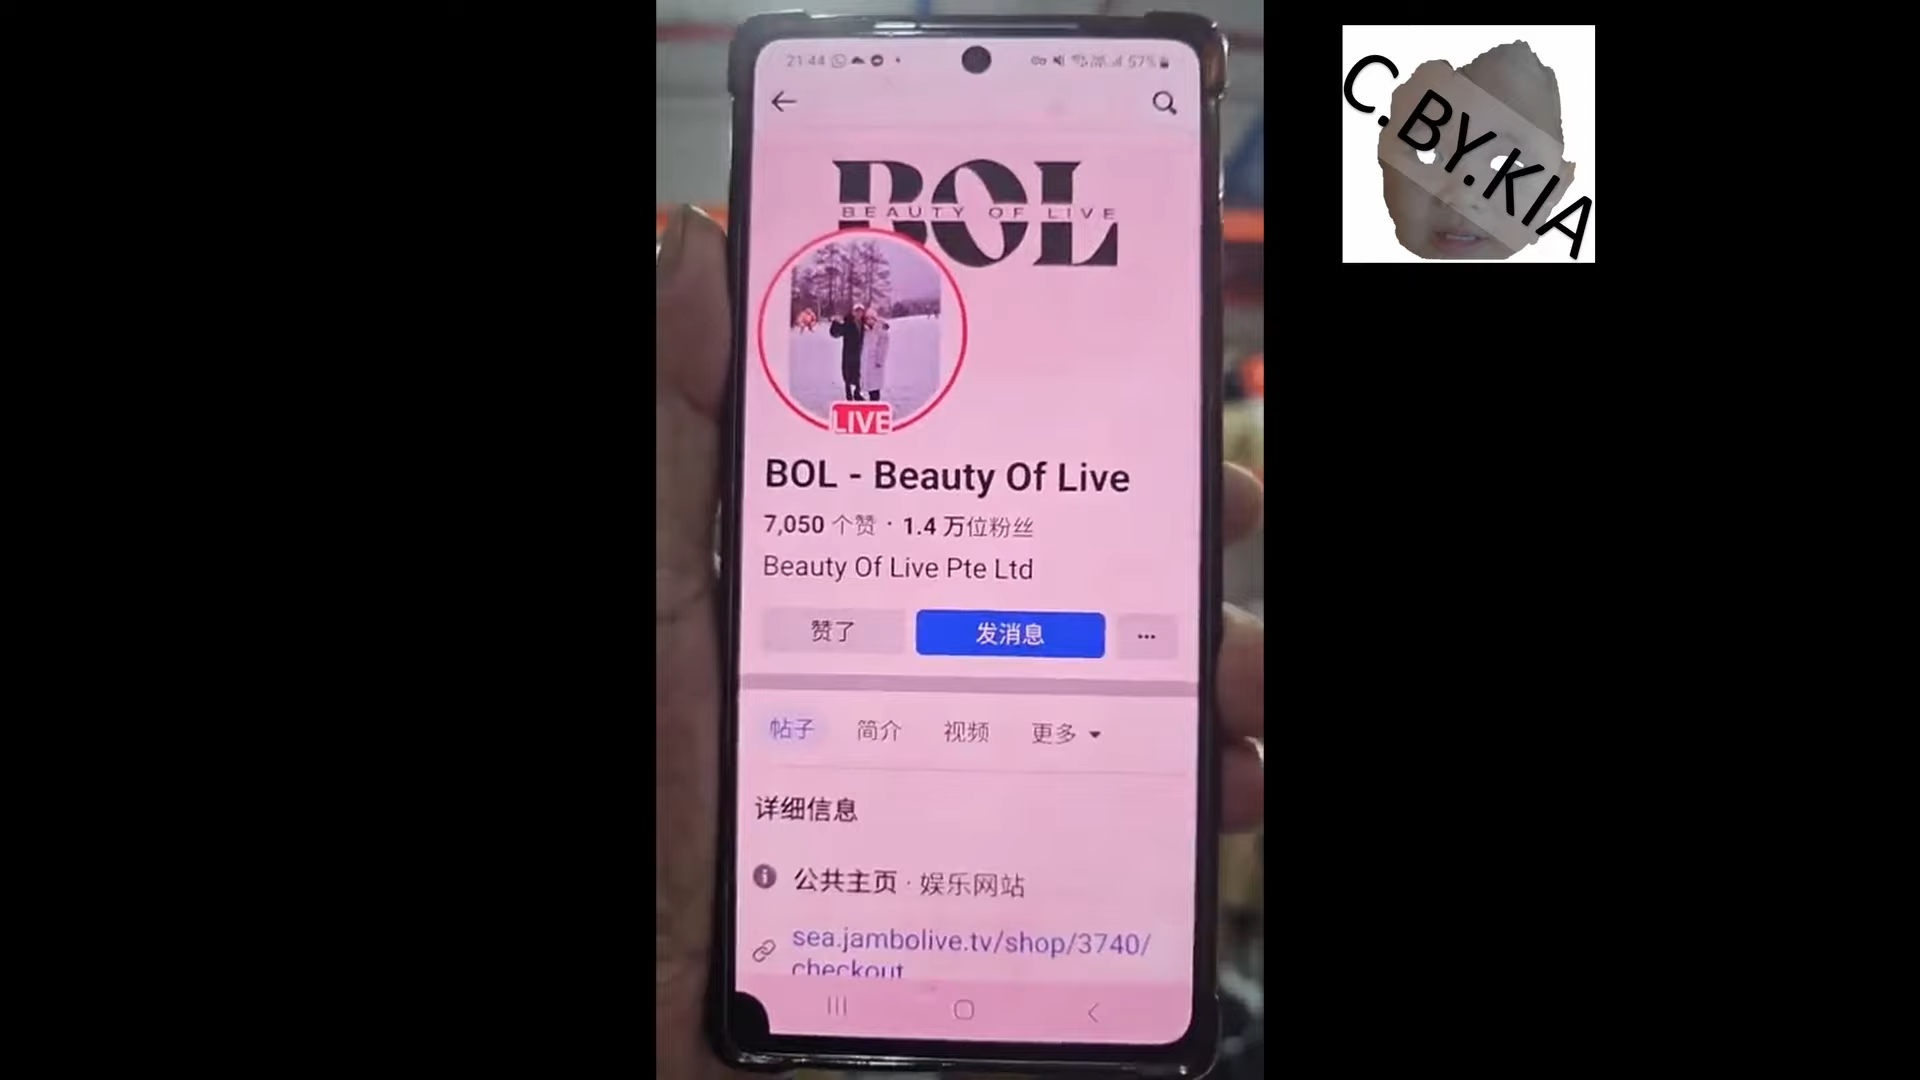 21:44
57%
BOL
BEAUTY OF LIVE
LIVE
BOL - Beauty Of Live
7,050 个赞 · 1.4 万位粉丝
Beauty Of Live Pte Ltd
赞了
发消息
帖子 简介 视频 更多
详细信息
公共主页 · 娱乐网站
sea.jambolive.tv/shop/3740/
checkout
C.BY.KIA